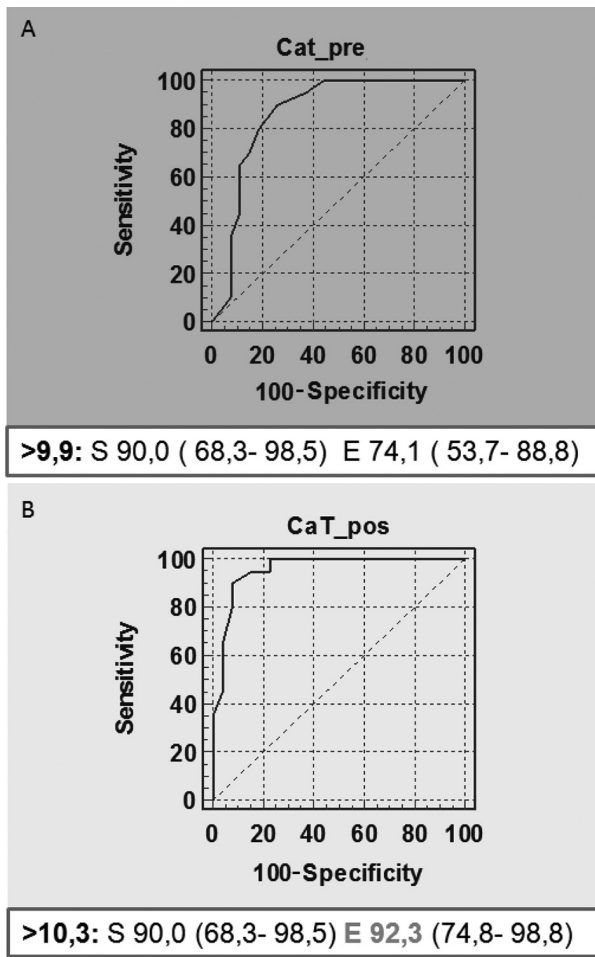 A
Cat_pre
Sensitivity
100
80
60
40
20
0
0 20 40 60 80 100
100-Specificity
>9,9: S 90,0 ( 68,3- 98,5) E 74,1 ( 53,7- 88,8)
B
CaT_pos
Sensitivity
100
80
60
40
20
0
0 20 40 60 80 100
100-Specificity
>10,3: S 90,0 (68,3- 98,5) E 92,3 (74,8- 98,8)